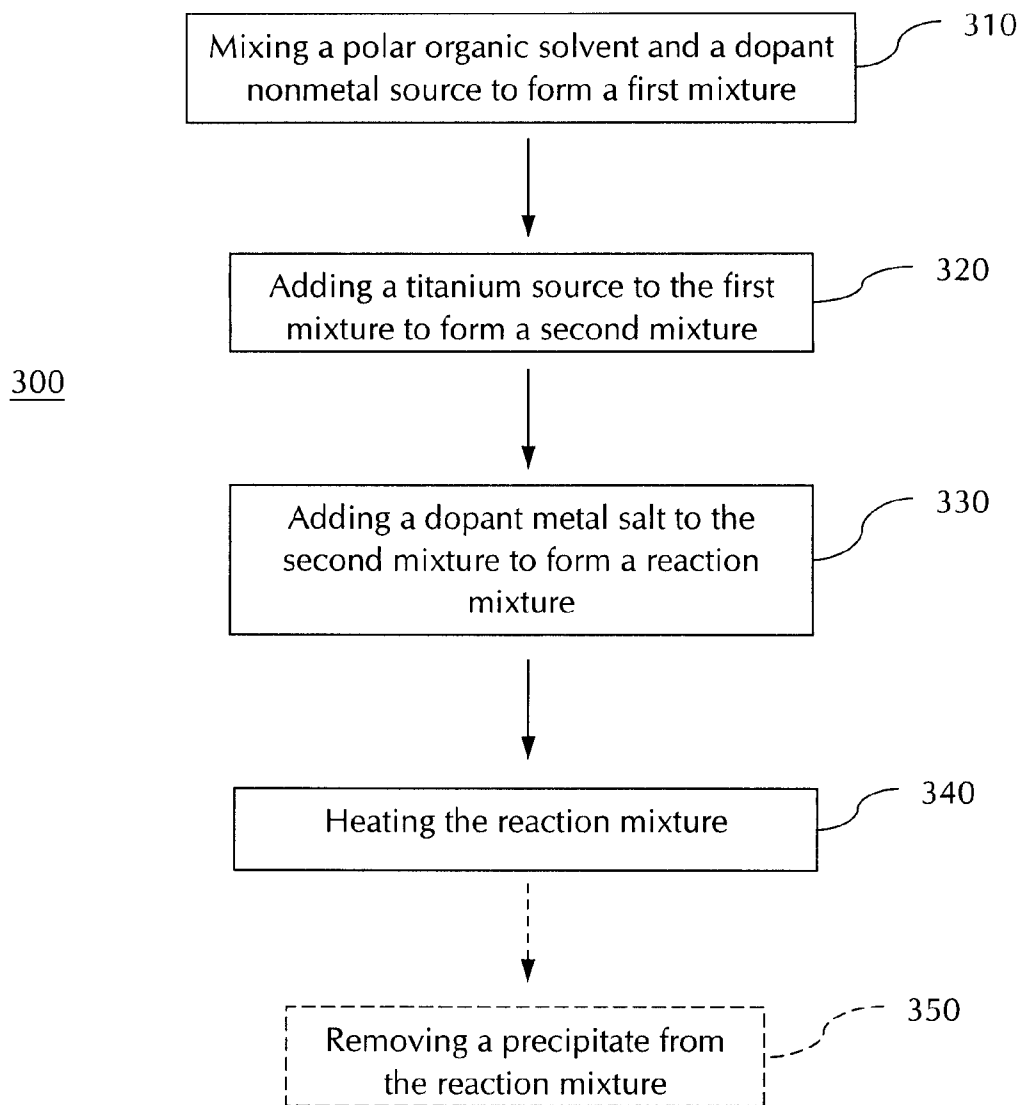 310
Mixing a polar organic solvent and a dopant
nonmetal source to form a first mixture
320
Adding a titanium source to the first
mixture to form a second mixture
300
330
Adding a dopant metal salt to the
second mixture to form a reaction
mixture
340
Heating the reaction mixture
350
Removing a precipitate from
the reaction mixture